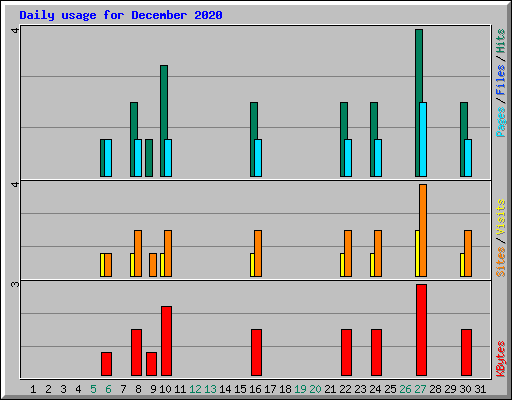 Daily usage for December 2020
4
Pages / Files / Hits
4
Sites / Visits
3
KBytes
1 2 3 4 5 6 7 8 9 10 11 12 13 14 15 16 17 18 19 20 21 22 23 24 25 26 27 28 29 30 31